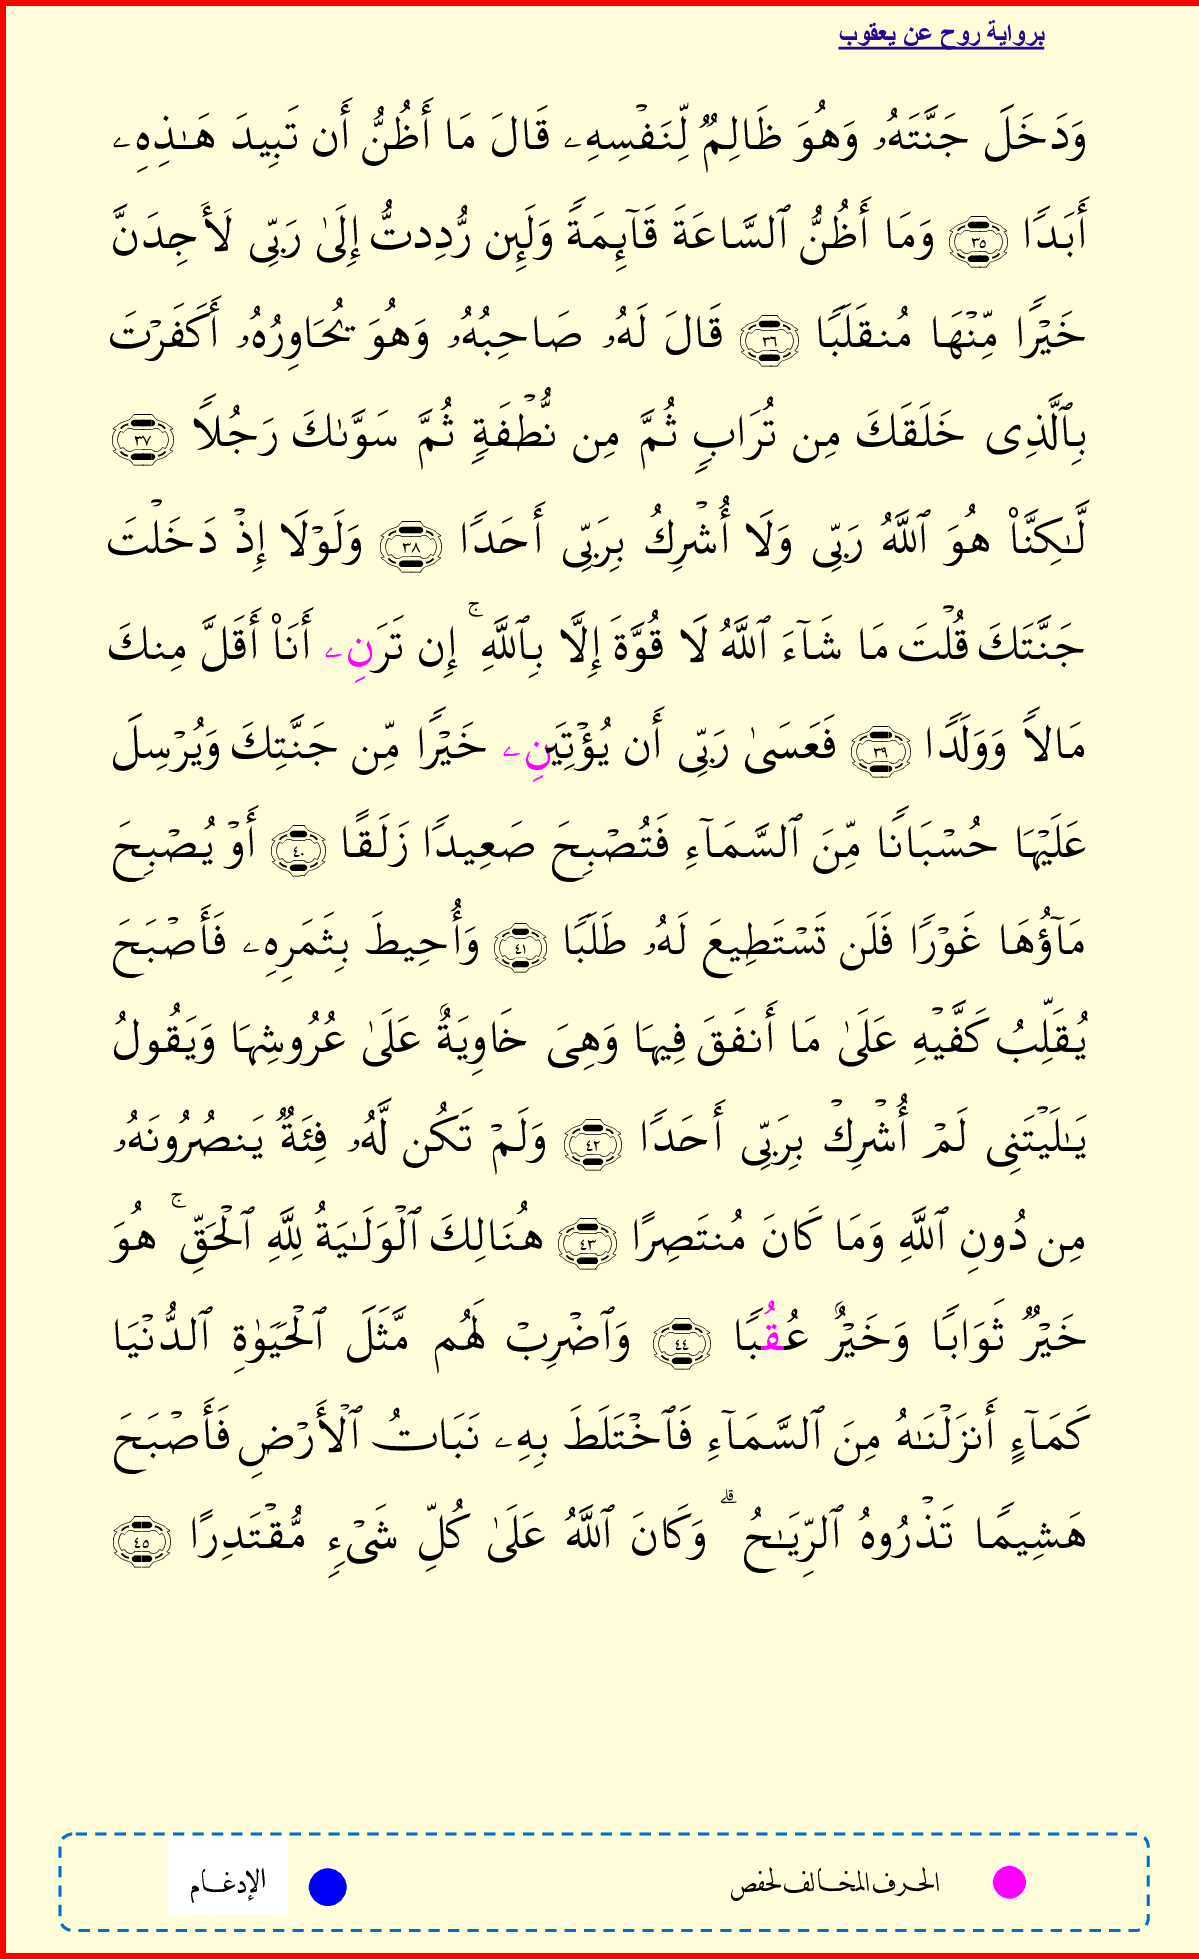 برواية روح عن يعقوب
وَدَخَلَ جَنَّتَهُۥ وَهُوَ ظَالِمٌ لِّنَفْسِهِۦ قَالَ مَا أَظُنُّ أَن تَبِيدَ هَـٰذِهِۦ
أَبَدًا ٣٥ وَمَا أَظُنُّ ٱلسَّاعَةَ قَآئِمَةً وَلَئِن رُّدِدتُّ إِلَىٰ رَبِّى لَأَجِدَنَّ
خَيْرًا مِّنْهَا مُنقَلَبًا ٣٦ قَالَ لَهُۥ صَاحِبُهُۥ وَهُوَ يُحَاوِرُهُۥ أَكَفَرْتَ
بِٱلَّذِى خَلَقَكَ مِن تُرَابٍ ثُمَّ مِن نُّطْفَةٍ ثُمَّ سَوَّىٰكَ رَجُلاً ٣٧
لَّـٰكِنَّا۠ هُوَ ٱللَّهُ رَبِّى وَلَا أُشْرِكُ بِرَبِّى أَحَدًا ٣٨ وَلَوْلَا إِذْ دَخَلْتَ
جَنَّتَكَ قُلْتَ مَا شَآءَ ٱللَّهُ لَا قُوَّةَ إِلَّا بِٱللَّهِ ۚ إِن تَرَنِۦ أَنَا۠ أَقَلَّ مِنكَ
مَالاً وَوَلَدًا ٣٩ فَعَسَىٰ رَبِّى أَن يُؤْتِيَنِۦ خَيْرًا مِّن جَنَّتِكَ وَيُرْسِلَ
عَلَيْهَا حُسْبَانًا مِّنَ ٱلسَّمَآءِ فَتُصْبِحَ صَعِيدًا زَلَقًا ٤٠ أَوْ يُصْبِحَ
مَآؤُهَا غَوْرًا فَلَن تَسْتَطِيعَ لَهُۥ طَلَبًا ٤١ وَأُحِيطَ بِثَمَرِهِۦ فَأَصْبَحَ
يُقَلِّبُ كَفَّيْهِ عَلَىٰ مَا أَنفَقَ فِيهَا وَهِىَ خَاوِيَةٌ عَلَىٰ عُرُوشِهَا وَيَقُولُ
يَـٰلَيْتَنِى لَمْ أُشْرِكْ بِرَبِّى أَحَدًا ٤٢ وَلَمْ تَكُن لَّهُۥ فِئَةٌ يَنصُرُونَهُۥ
مِن دُونِ ٱللَّهِ وَمَا كَانَ مُنتَصِرًا ٤٣ هُنَالِكَ ٱلْوَلَـٰيَةُ لِلَّهِ ٱلْحَقِّ ۚ هُوَ
خَيْرٌ ثَوَابًا وَخَيْرٌ عُقُبًا ٤٤ وَٱضْرِبْ لَهُم مَّثَلَ ٱلْحَيَوٰةِ ٱلدُّنْيَا
كَمَآءٍ أَنزَلْنَـٰهُ مِنَ ٱلسَّمَآءِ فَٱخْتَلَطَ بِهِۦ نَبَاتُ ٱلْأَرْضِ فَأَصْبَحَ
هَشِيمًا تَذْرُوهُ ٱلرِّيَـٰحُ ۗ وَكَانَ ٱللَّهُ عَلَىٰ كُلِّ شَىْءٍ مُّقْتَدِرًا ٤٥
الحرف المخالف لحفص
الإدغام